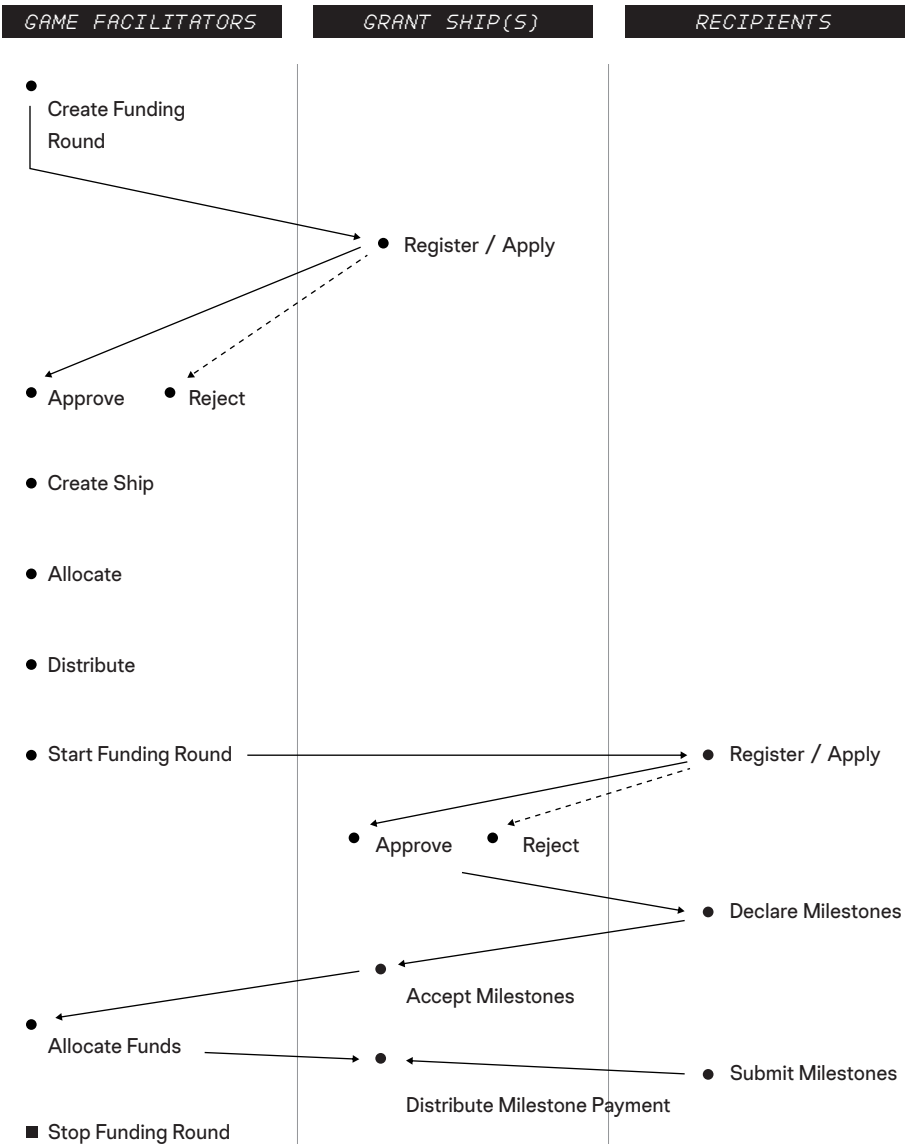 GAME FACILITATORS
GRANT SHIP(S)
RECIPIENTS
Create Funding
Round
Register / Apply
Approve
Reject
Create Ship
Allocate
Distribute
Start Funding Round
Register / Apply
Approve
Reject
Declare Milestones
Accept Milestones
Allocate Funds
Submit Milestones
Distribute Milestone Payment
Stop Funding Round